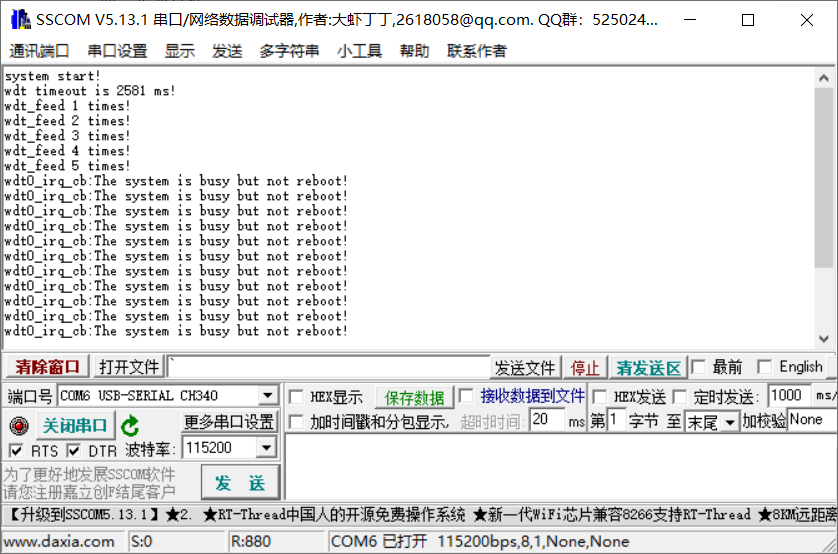 SSCOM V5.13.1 串口/网络数据调试器,作者:大虾丁丁,2618058@qq.com. QQ群：525024...
通讯端口 串口设置 显示 发送 多字符串 小工具 帮助 联系作者
system start!
wdt timeout is 2581 ms!
wdt_feed 1 times!
wdt_feed 2 times!
wdt_feed 3 times!
wdt_feed 4 times!
wdt_feed 5 times!
wdt0_irq_cb:The system is busy but not reboot!
wdt0_irq_cb:The system is busy but not reboot!
wdt0_irq_cb:The system is busy but not reboot!
wdt0_irq_cb:The system is busy but not reboot!
wdt0_irq_cb:The system is busy but not reboot!
wdt0_irq_cb:The system is busy but not reboot!
wdt0_irq_cb:The system is busy but not reboot!
wdt0_irq_cb:The system is busy but not reboot!
wdt0_irq_cb:The system is busy but not reboot!
wdt0_irq_cb:The system is busy but not reboot!
wdt0_irq_cb:The system is busy but not reboot!
清除窗口 打开文件 ` 发送文件 停止 清发送区 最前 English
端口号 COM6 USB-SERIAL CH340 HEX显示 保存数据 接收数据到文件 HEX发送 定时发送: 1000 ms/
关闭串口 更多串口设置 加时间戳和分包显示, 超时时间: 20 ms 第 1 字节 至 末尾 加校验 None
RTS DTR 波特率: 115200
为了更好地发展SSCOM软件
请您注册嘉立创F结尾客户
发 送
【升级到SSCOM5.13.1】★2. ★RT-Thread中国人的开源免费操作系统 ★新一代WiFi芯片兼容8266支持RT-Thread ★8KM远距离
www.daxia.com S:0 R:880 COM6 已打开 115200bps,8,1,None,None